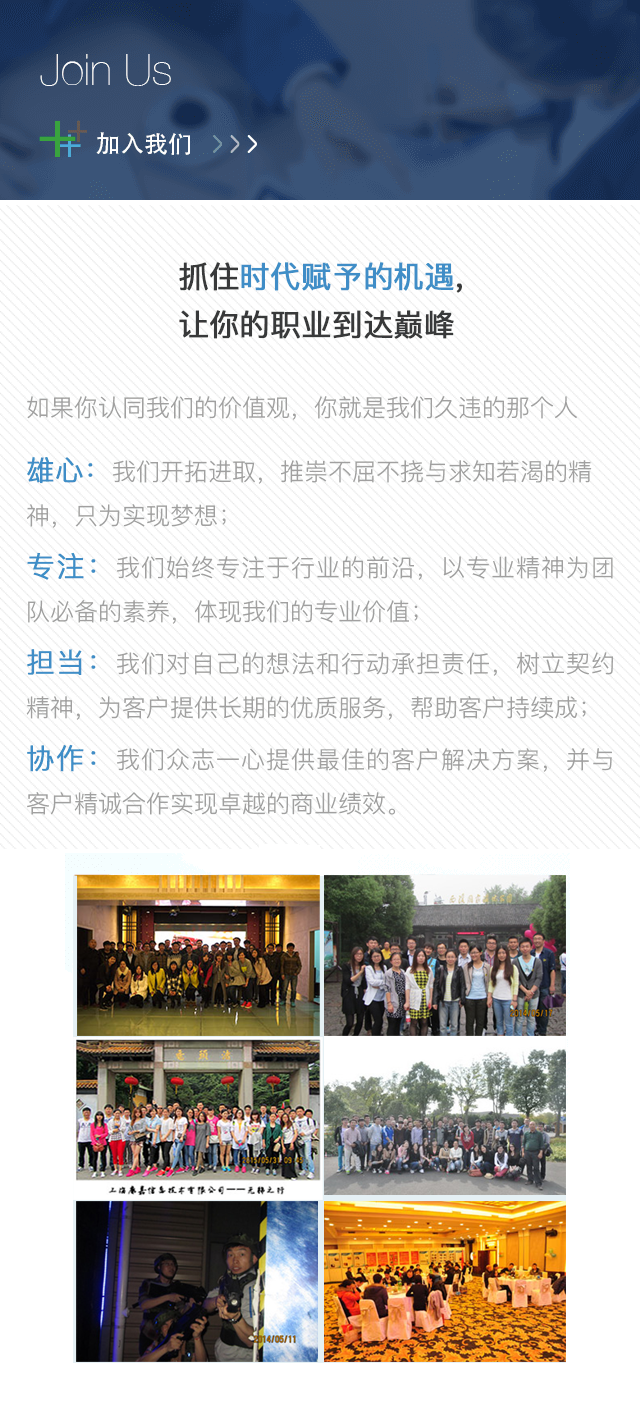 Join Us
加入我们
抓住时代赋予的机遇,
让你的职业到达巅峰
如果你认同我们的价值观，你就是我们久违的那个人
雄心：我们开拓进取，推崇不屈不挠与求知若渴的精
神，只为实现梦想；
专注：我们始终专注于行业的前沿，以专业精神为团
队必备的素养，体现我们的专业价值；
担当：我们对自己的想法和行动承担责任，树立契约
精神，为客户提供长期的优质服务，帮助客户持续成；
协作：我们众志一心提供最佳的客户解决方案，并与
客户精诚合作实现卓越的商业绩效。
2014/05/11
鼋头渚
2015/05/31 09
信息技术有限公司——无锡之行
2014/05/11